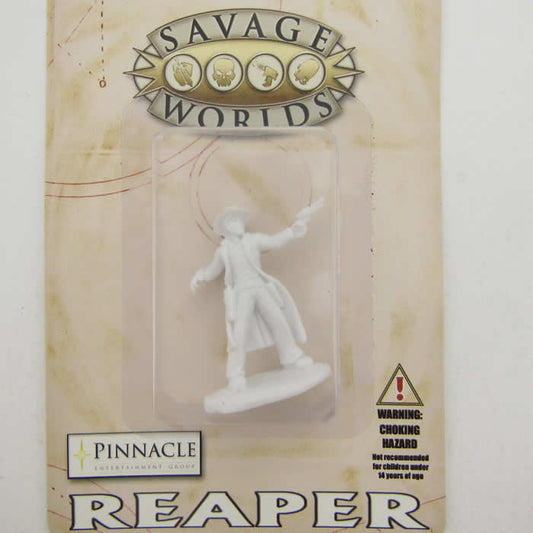 SAVAGE
WORLDS
WARNING:
CHOKING
HAZARD
Not recommended
for children under
14 years of age
PINNACLE
ENTERTAINMENT GROUP
REAPER